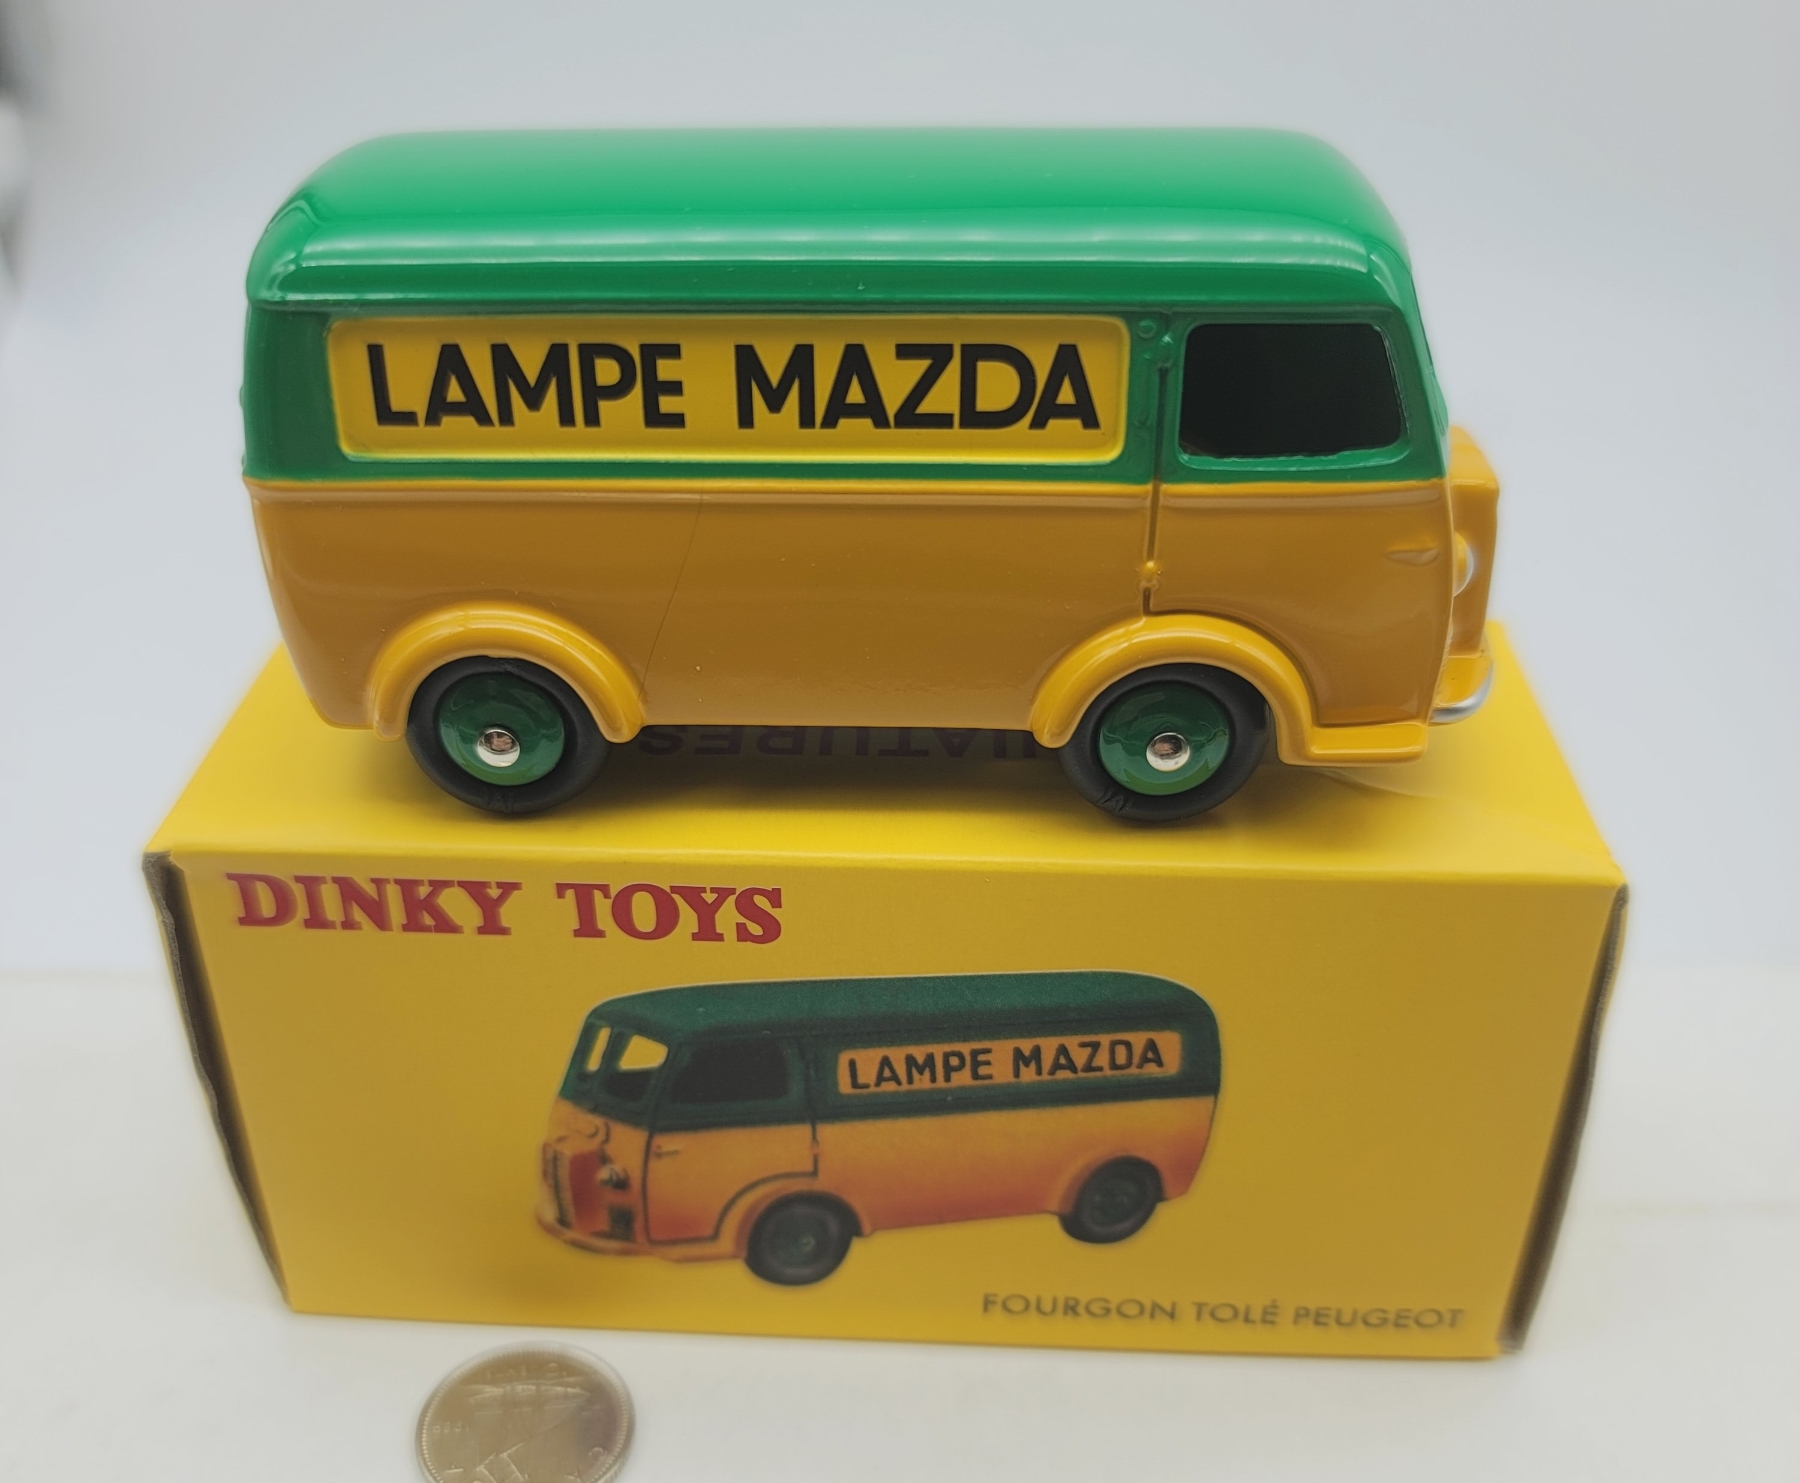 LAMPE MAZDA
DINKY TOYS
LAMPE MAZDA
FOURGON TOLÉ PEUGEOT